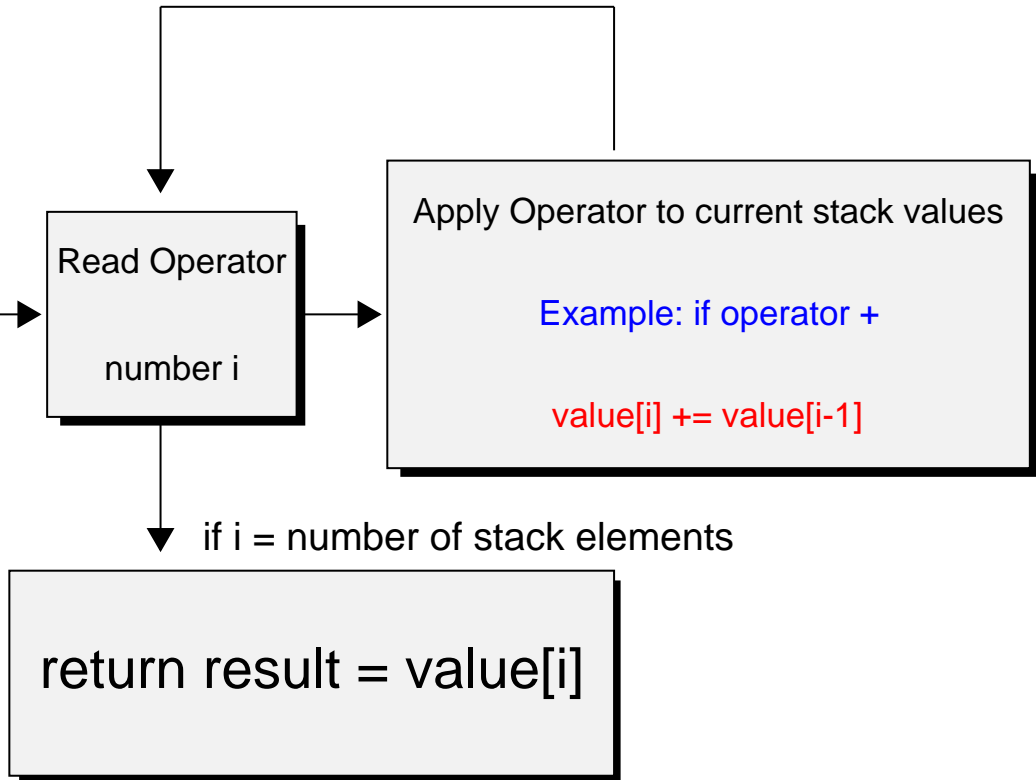 Read Operator
number i
Apply Operator to current stack values
Example: if operator +
value[i] += value[i-1]
if i = number of stack elements
return result = value[i]